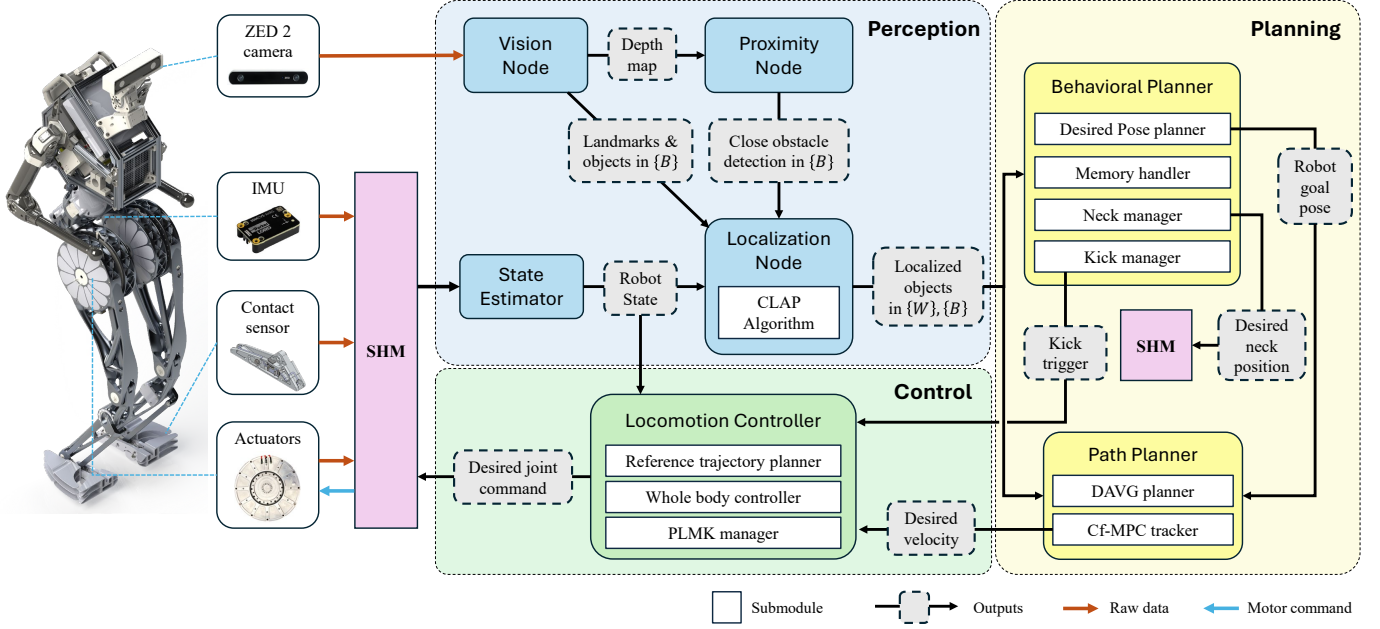 ZED 2
camera
IMU
Contact
sensor
Actuators
SHM
Perception
Vision
Node
Depth
map
Proximity
Node
Landmarks &
objects in {B}
Close obstacle
detection in {B}
State
Estimator
Robot
State
Localization
Node
CLAP
Algorithm
Localized
objects
in {W}, {B}
Planning
Behavioral Planner
Desired Pose planner
Memory handler
Neck manager
Kick manager
Robot
goal
pose
Kick
trigger
SHM
Desired
neck
position
Path Planner
DAVG planner
Cf-MPC tracker
Control
Locomotion Controller
Reference trajectory planner
Whole body controller
PLMK manager
Desired joint
command
Desired
velocity
Submodule
Outputs
Raw data
Motor command